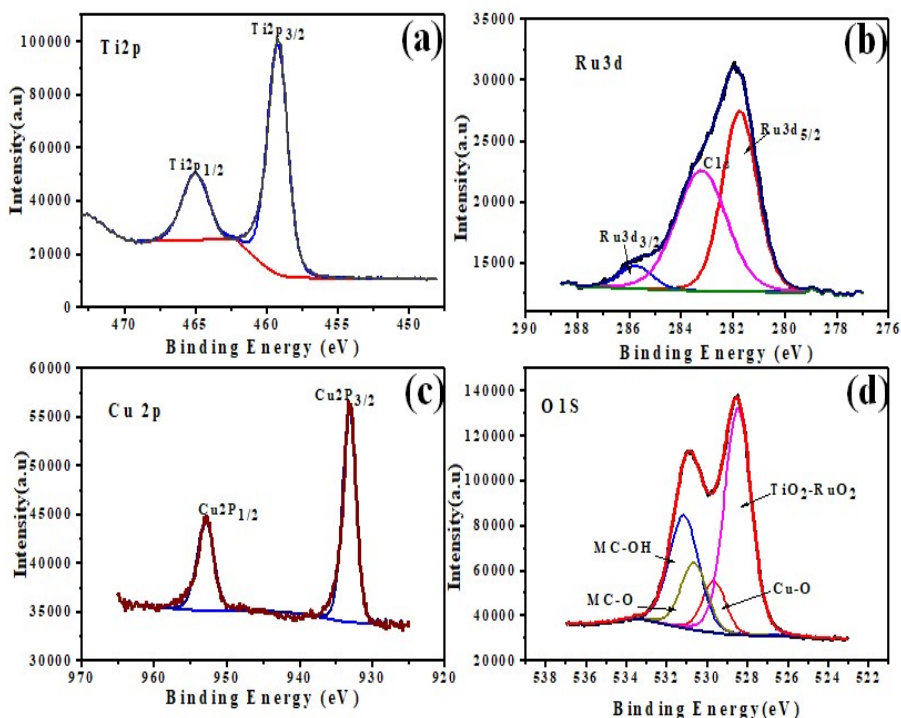 Ti2p
Ti2p3/2
(a)
Ti2p1/2
100000
80000
60000
40000
20000
0
Intensity(a.u)
470 465 460 455 450
Binding Energy (eV)
Ru3d
(b)
Ru3d5/2
C1s
Ru3d3/2
35000
30000
25000
20000
15000
Intensity(a.u)
290 288 286 284 282 280 278 276
Binding Energy (eV)
Cu 2p
Cu2P3/2
(c)
Cu2P1/2
60000
55000
50000
45000
40000
35000
30000
Intensity(a.u)
970 960 950 940 930 920
Binding Energy (eV)
O1S
(d)
TiO2-RuO2
MC-OH
MC-O
Cu-O
140000
120000
100000
80000
60000
40000
20000
Intensity(a.u)
538 536 534 532 530 528 526 524 522
Binding Energy(eV)